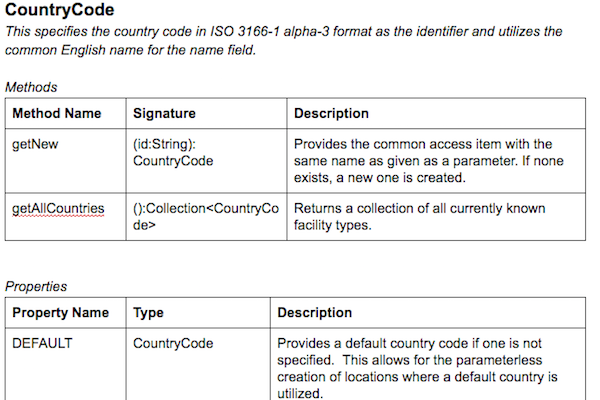 CountryCode
This specifies the country code in ISO 3166-1 alpha-3 format as the identifier and utilizes the
common English name for the name field.
Methods
Method Name Signature Description
getNew (id:String): Provides the common access item with the
CountryCode same name as given as a parameter. If none
exists, a new one is created.
getAllCountries ():Collection<CountryCo Returns a collection of all currently known
de> facility types.
Properties
Property Name Type Description
DEFAULT CountryCode Provides a default country code if one is not
specified.  This allows for the parameterless
creation of locations where a default country is
utilized.